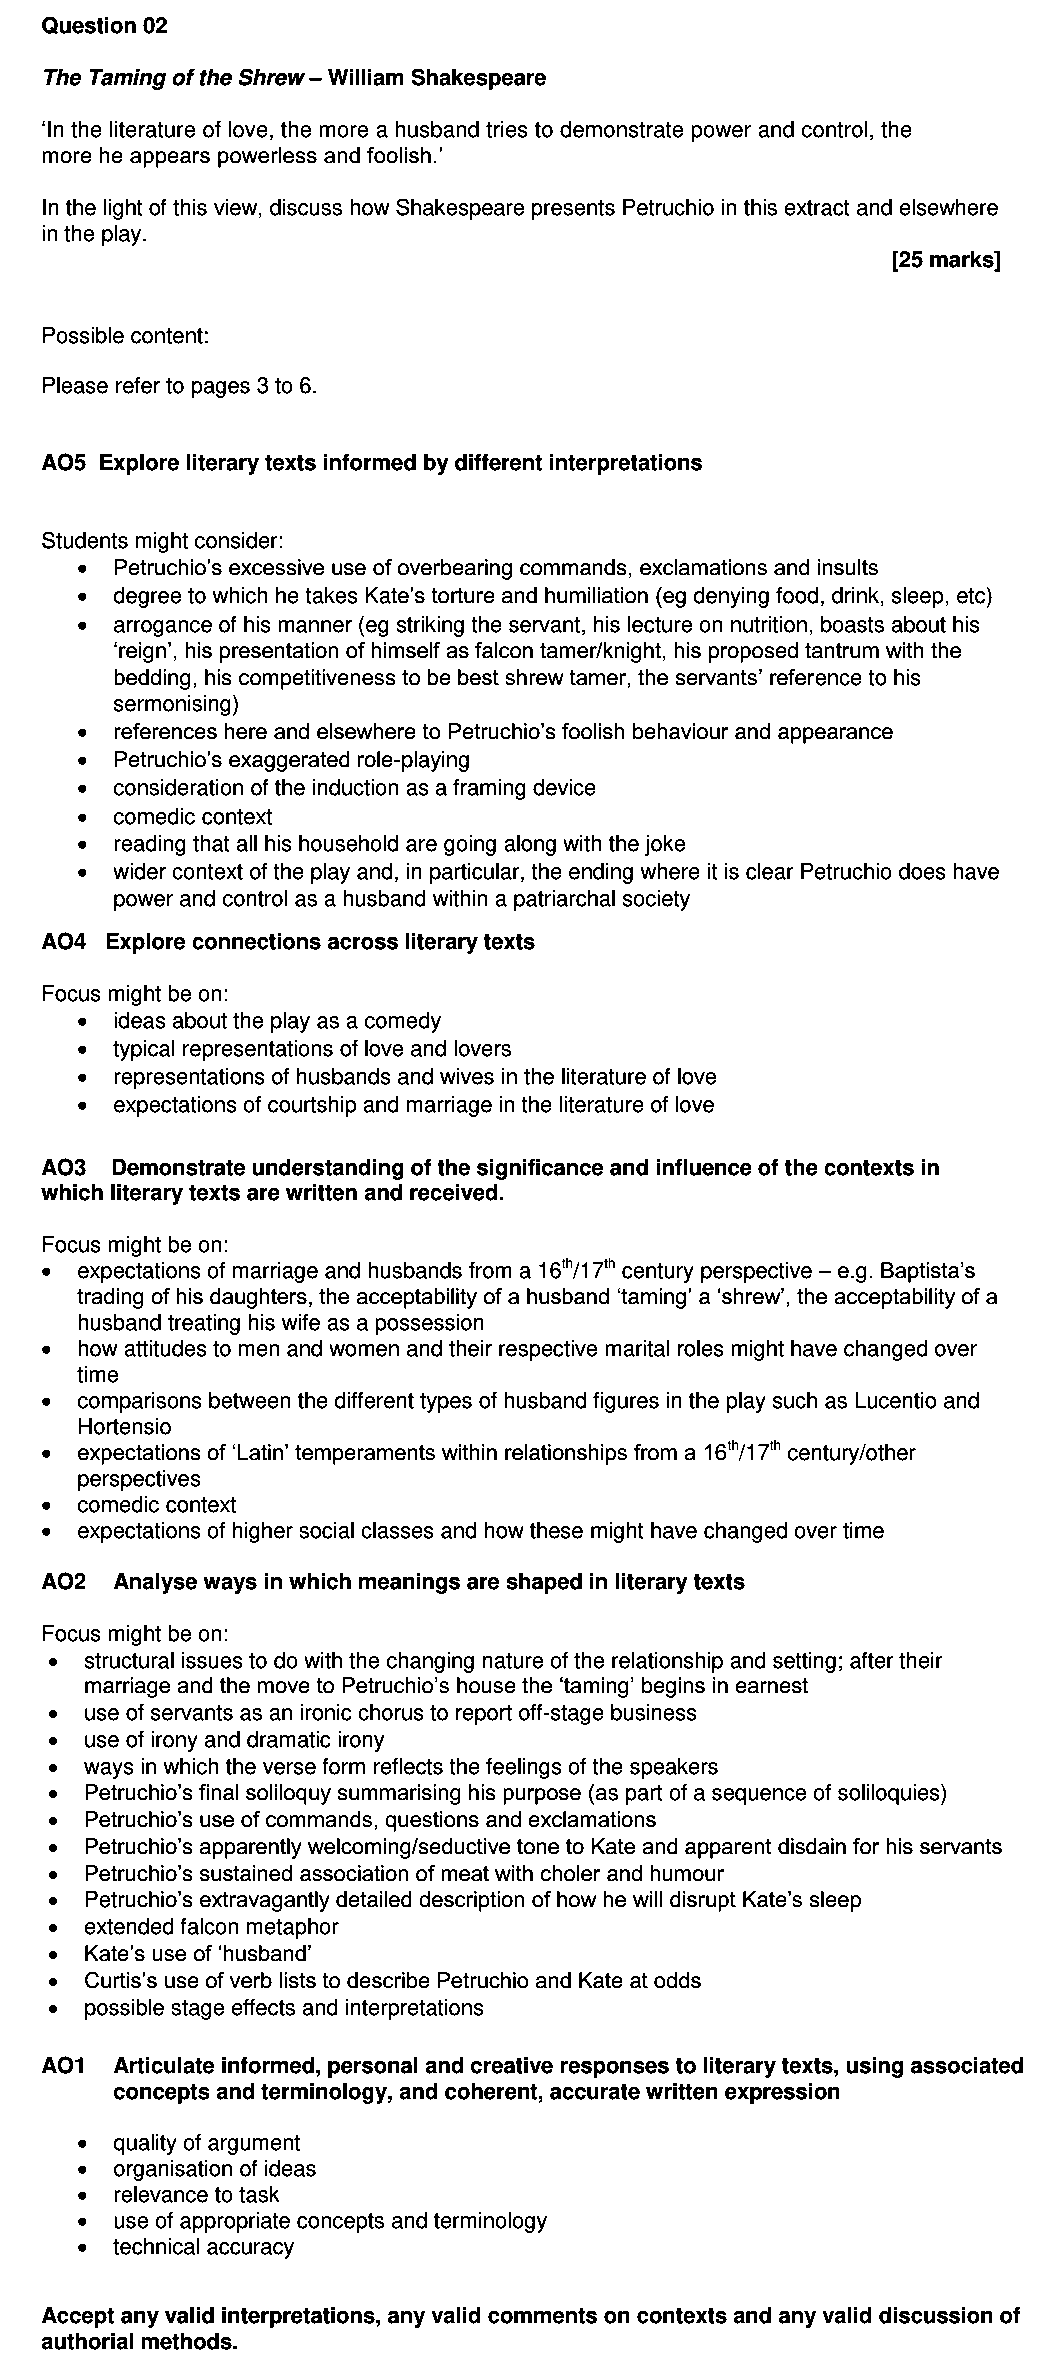 Question 02
The Taming of the Shrew – William Shakespeare
‘In the literature of love, the more a husband tries to demonstrate power and control, the
more he appears powerless and foolish.’
In the light of this view, discuss how Shakespeare presents Petruchio in this extract and elsewhere
in the play.
[25 marks]
Possible content:
Please refer to pages 3 to 6.
AO5 Explore literary texts informed by different interpretations
Students might consider:
• Petruchio’s excessive use of overbearing commands, exclamations and insults
• degree to which he takes Kate’s torture and humiliation (eg denying food, drink, sleep, etc)
• arrogance of his manner (eg striking the servant, his lecture on nutrition, boasts about his
‘reign’, his presentation of himself as falcon tamer/knight, his proposed tantrum with the
bedding, his competitiveness to be best shrew tamer, the servants’ reference to his
sermonising)
• references here and elsewhere to Petruchio’s foolish behaviour and appearance
• Petruchio’s exaggerated role-playing
• consideration of the induction as a framing device
• comedic context
• reading that all his household are going along with the joke
• wider context of the play and, in particular, the ending where it is clear Petruchio does have
power and control as a husband within a patriarchal society
AO4 Explore connections across literary texts
Focus might be on:
• ideas about the play as a comedy
• typical representations of love and lovers
• representations of husbands and wives in the literature of love
• expectations of courtship and marriage in the literature of love
AO3 Demonstrate understanding of the significance and influence of the contexts in
which literary texts are written and received.
Focus might be on:
• expectations of marriage and husbands from a 16th/17th century perspective – e.g. Baptista’s
trading of his daughters, the acceptability of a husband ‘taming’ a ‘shrew’, the acceptability of a
husband treating his wife as a possession
• how attitudes to men and women and their respective marital roles might have changed over
time
• comparisons between the different types of husband figures in the play such as Lucentio and
Hortensio
• expectations of ‘Latin’ temperaments within relationships from a 16th/17th century/other
perspectives
• comedic context
• expectations of higher social classes and how these might have changed over time
AO2 Analyse ways in which meanings are shaped in literary texts
Focus might be on:
• structural issues to do with the changing nature of the relationship and setting; after their
marriage and the move to Petruchio’s house the ‘taming’ begins in earnest
• use of servants as an ironic chorus to report off-stage business
• use of irony and dramatic irony
• ways in which the verse form reflects the feelings of the speakers
• Petruchio’s final soliloquy summarising his purpose (as part of a sequence of soliloquies)
• Petruchio’s use of commands, questions and exclamations
• Petruchio’s apparently welcoming/seductive tone to Kate and apparent disdain for his servants
• Petruchio’s sustained association of meat with choler and humour
• Petruchio’s extravagantly detailed description of how he will disrupt Kate’s sleep
• extended falcon metaphor
• Kate’s use of ‘husband’
• Curtis’s use of verb lists to describe Petruchio and Kate at odds
• possible stage effects and interpretations
AO1 Articulate informed, personal and creative responses to literary texts, using associated
concepts and terminology, and coherent, accurate written expression
• quality of argument
• organisation of ideas
• relevance to task
• use of appropriate concepts and terminology
• technical accuracy
Accept any valid interpretations, any valid comments on contexts and any valid discussion of
authorial methods.